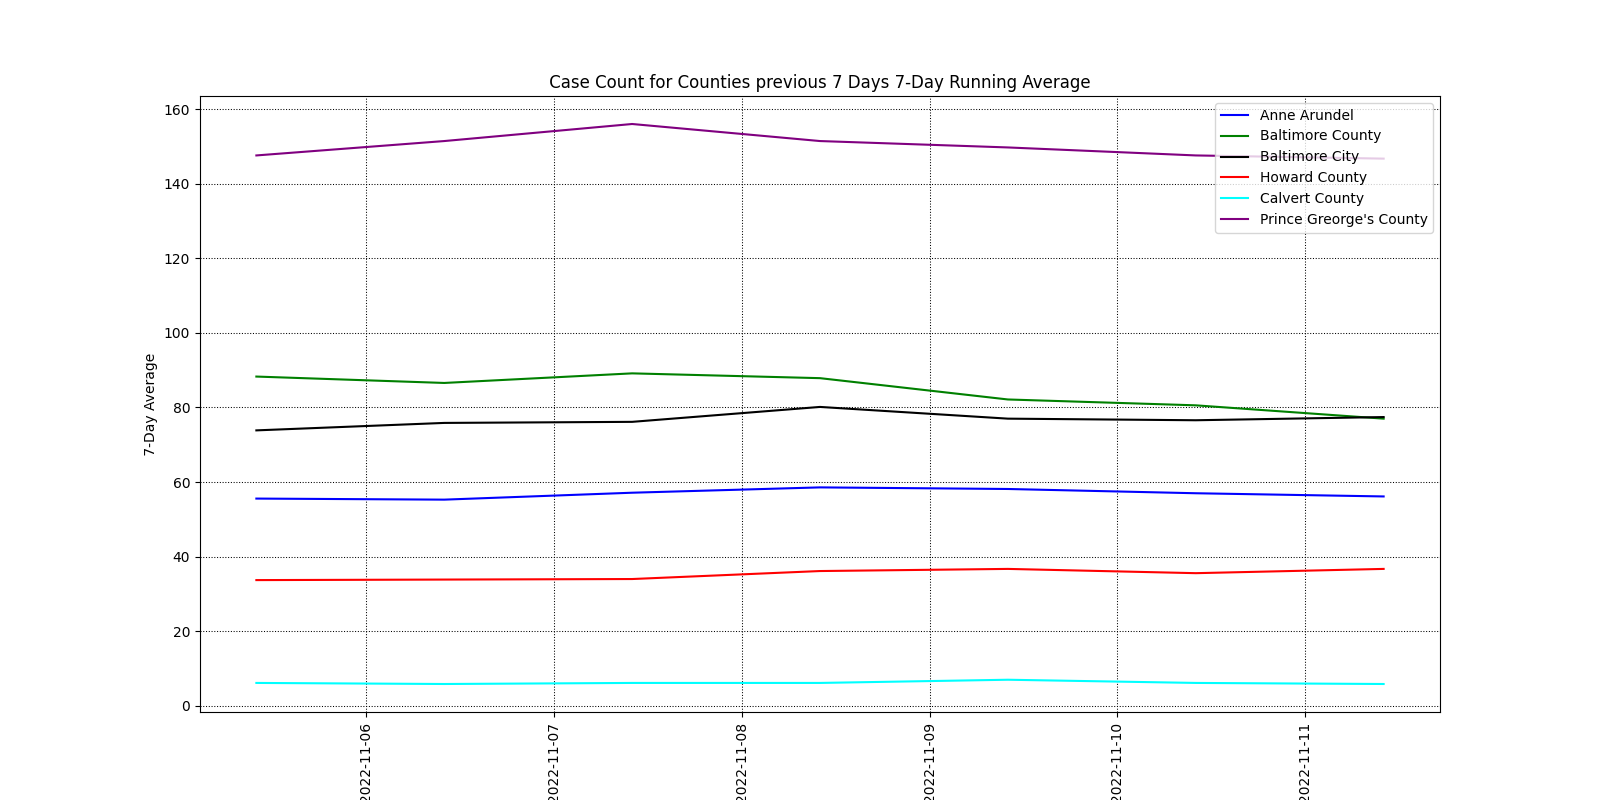 Case Count for Counties previous 7 Days 7-Day Running Average
160
140
120
100
80
60
40
20
0
7-Day Average
Anne Arundel
Baltimore County
Baltimore City
Howard County
Calvert County
Prince Greorge's County
2022-11-06
2022-11-07
2022-11-08
2022-11-09
2022-11-10
2022-11-11